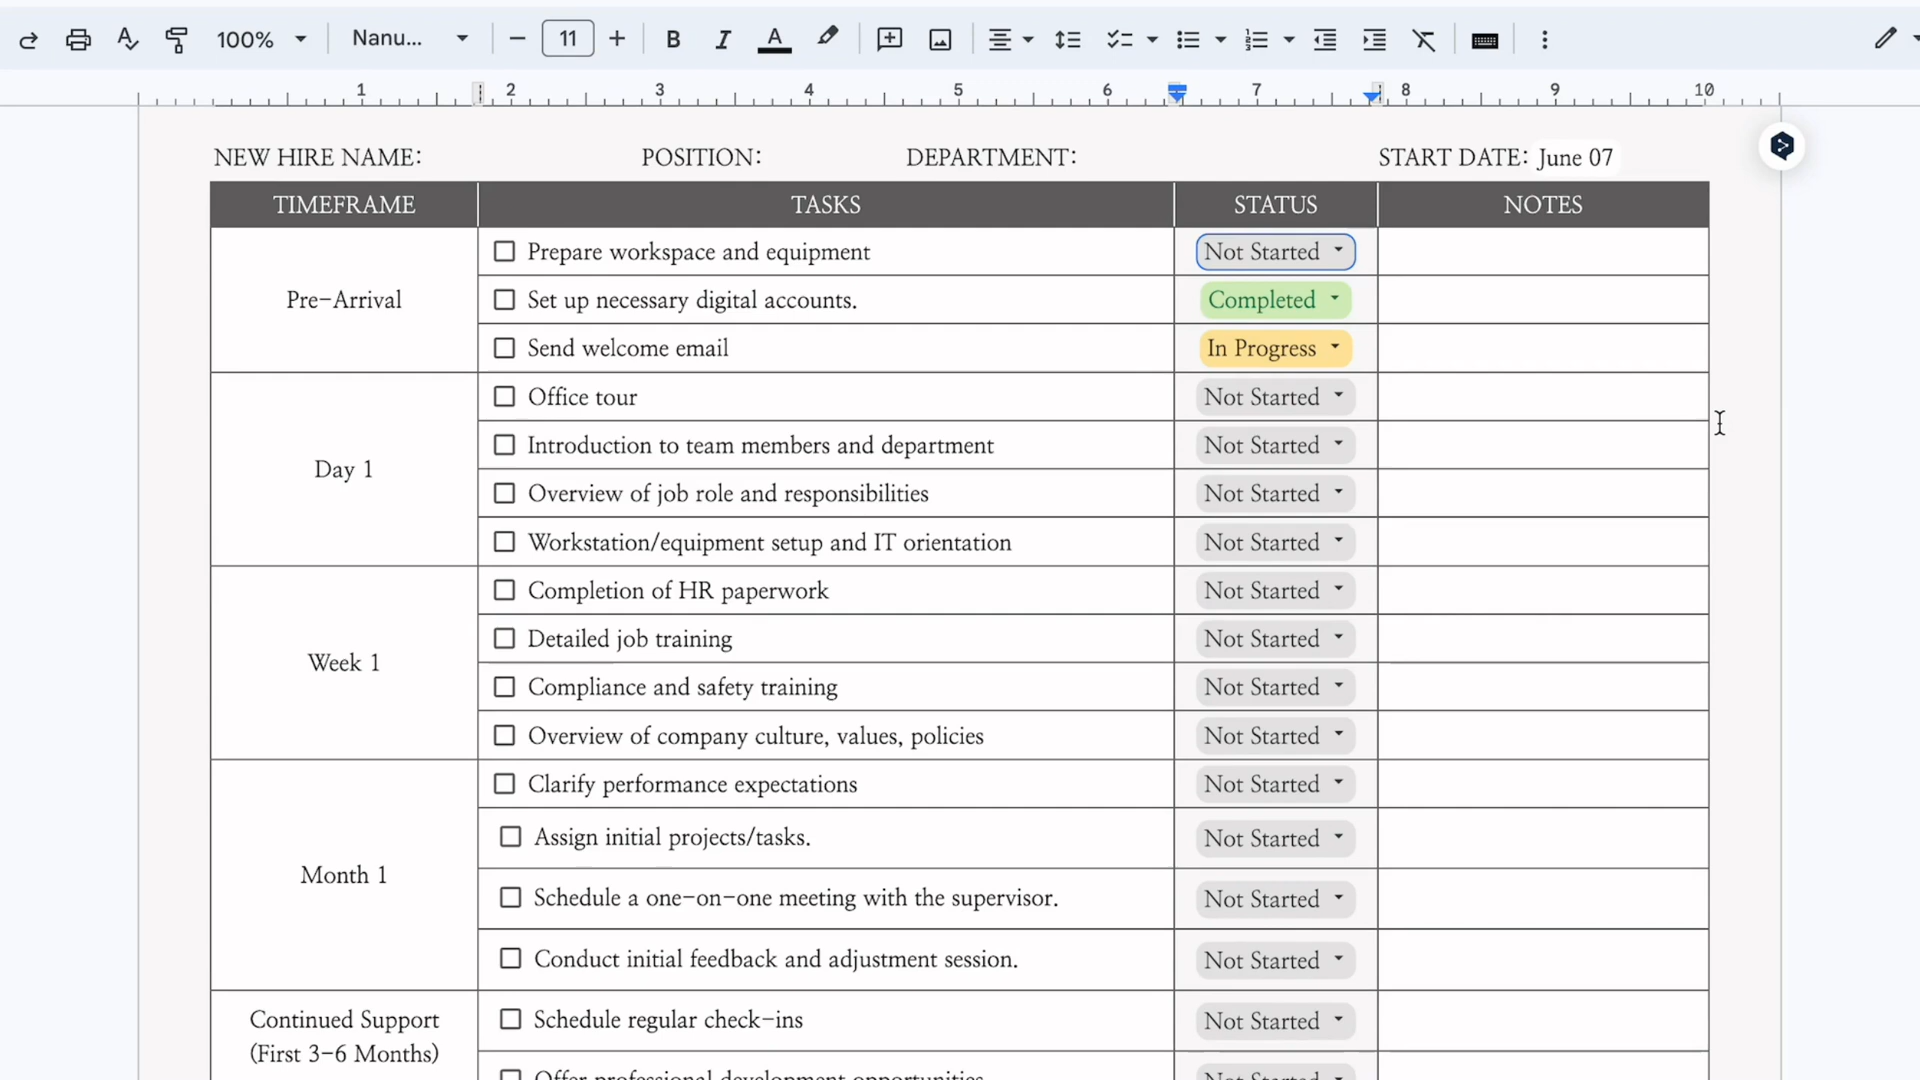 100% Nanu... 11
1 2 3 4 5 6 7 8 9 10
NEW HIRE NAME: POSITION: DEPARTMENT: START DATE: June 07
TIMEFRAME TASKS STATUS NOTES
Pre-Arrival
Prepare workspace and equipment Not Started
Set up necessary digital accounts. Completed
Send welcome email In Progress
Day 1
Office tour Not Started
Introduction to team members and department Not Started
Overview of job role and responsibilities Not Started
Workstation/equipment setup and IT orientation Not Started
Week 1
Completion of HR paperwork Not Started
Detailed job training Not Started
Compliance and safety training Not Started
Overview of company culture, values, policies Not Started
Month 1
Clarify performance expectations Not Started
Assign initial projects/tasks. Not Started
Schedule a one-on-one meeting with the supervisor. Not Started
Conduct initial feedback and adjustment session. Not Started
Continued Support
(First 3-6 Months)
Schedule regular check-ins Not Started
Offer professional development opportunities Not Started